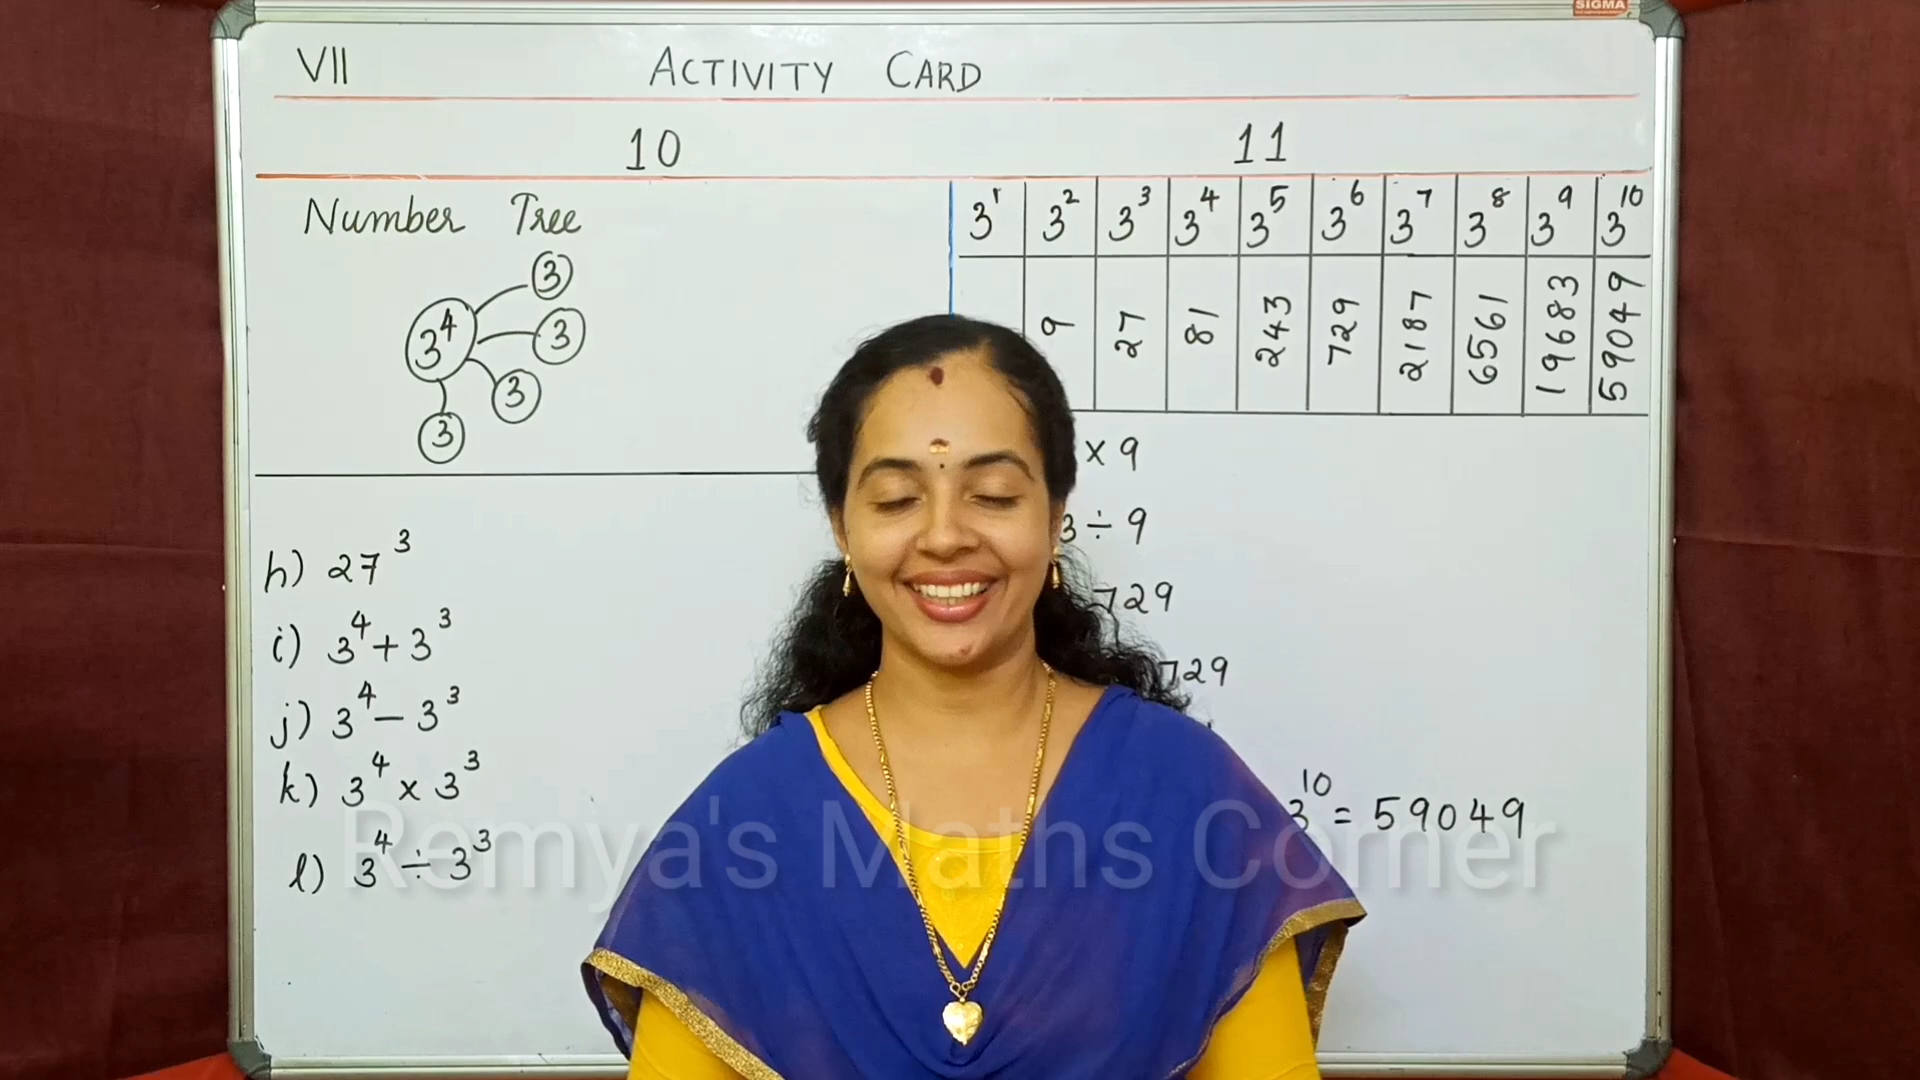 SIGMA
VII ACTIVITY CARD
10
Number Tree
3⁴
3
3
3
3
h) 27³
i) 3⁴ + 3³
j) 3⁴ – 3³
k) 3⁴ × 3³
l) 3⁴ ÷ 3³
11
3¹ 3² 3³ 3⁴ 3⁵ 3⁶ 3⁷ 3⁸ 3⁹ 3¹⁰
9 27 81 243 729 2187 6561 19683 59049
× 9
3 ÷ 9
729
729
3¹⁰ = 59049
Remya's Maths Corner